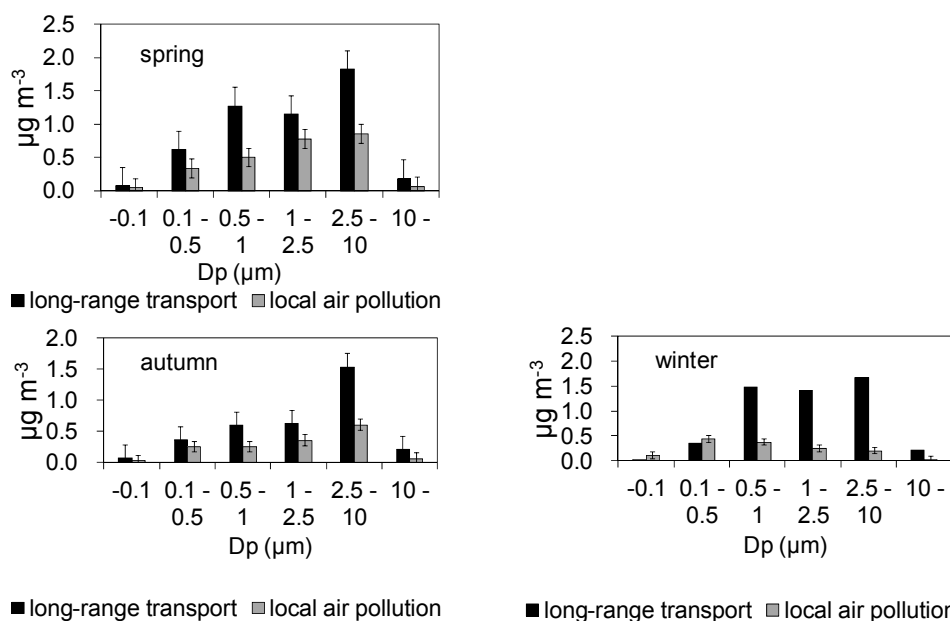 spring
µg m-3
2.5
2.0
1.5
1.0
0.5
0.0
-0.1 0.1 - 0.5 - 1 - 2.5 - 10 -
0.5 1 2.5 10
Dp (µm)
■ long-range transport ■ local air pollution
autumn
µg m-3
2.0
1.5
1.0
0.5
0.0
-0.1 0.1 - 0.5 - 1 - 2.5 - 10 -
0.5 1 2.5 10
Dp (µm)
■ long-range transport ■ local air pollution
winter
µg m-3
2.5
2.0
1.5
1.0
0.5
0.0
-0.1 0.1 - 0.5 - 1 - 2.5 - 10 -
0.5 1 2.5 10
Dp (µm)
■ long-range transport ■ local air pollution